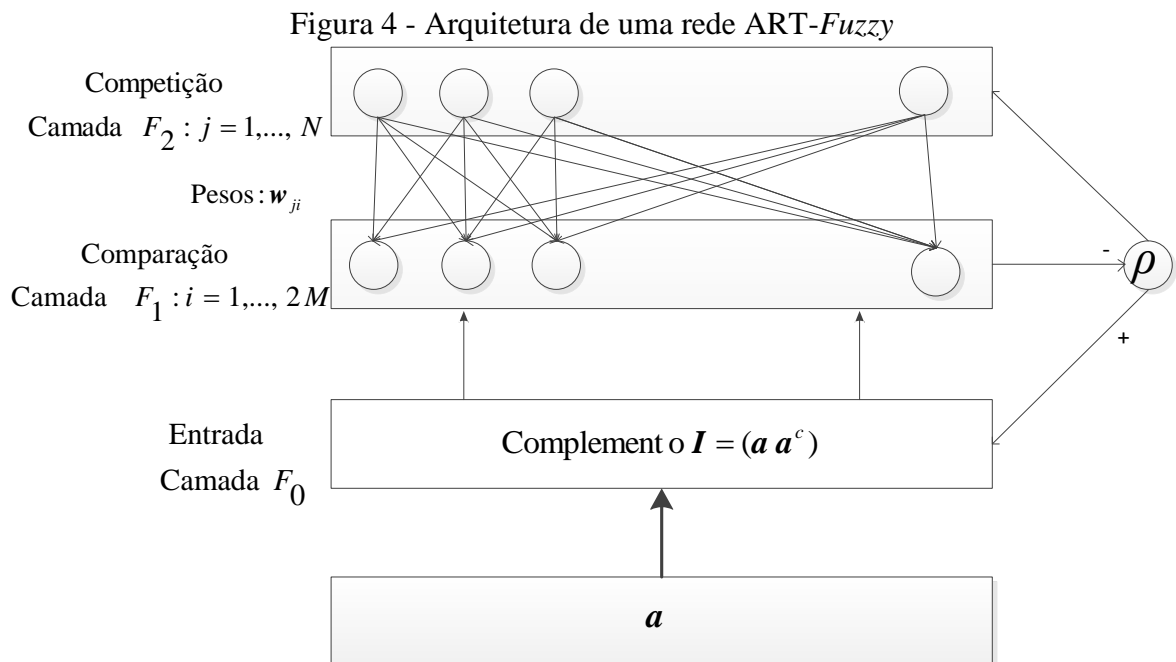 Figura 4 - Arquitetura de uma rede ART-Fuzzy
Competição
Camada F2 : j = 1,..., N
Pesos : w ji
Comparação
Camada F1 : i = 1,..., 2M
-
ρ
+
Entrada
Camada F0
Complement o I = (a a^c)
a